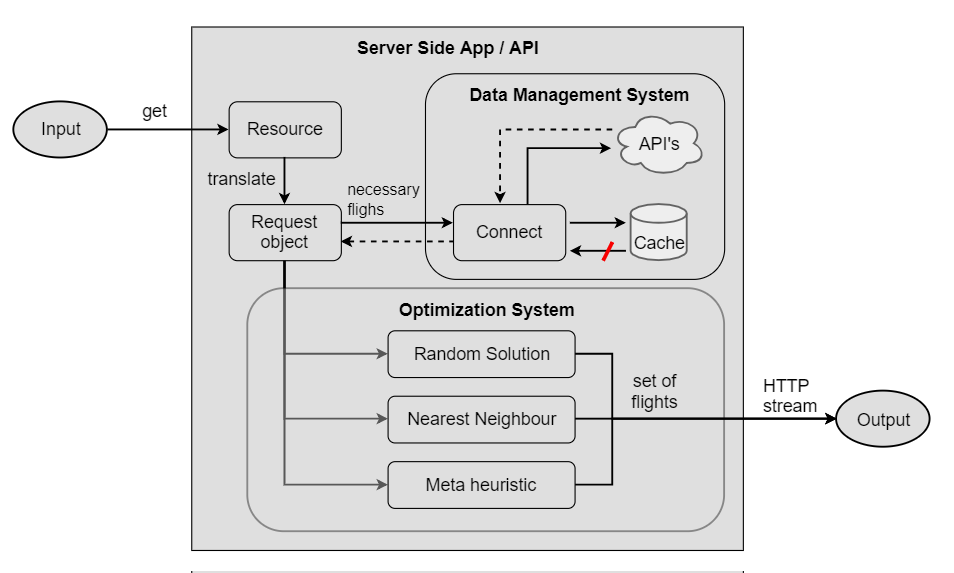 Server Side App / API
Data Management System
Input
get
Resource
API's
translate
necessary
flighs
Request
object
Connect
Cache
Optimization System
Random Solution
set of
flights
HTTP
stream
Nearest Neighbour
Output
Meta heuristic